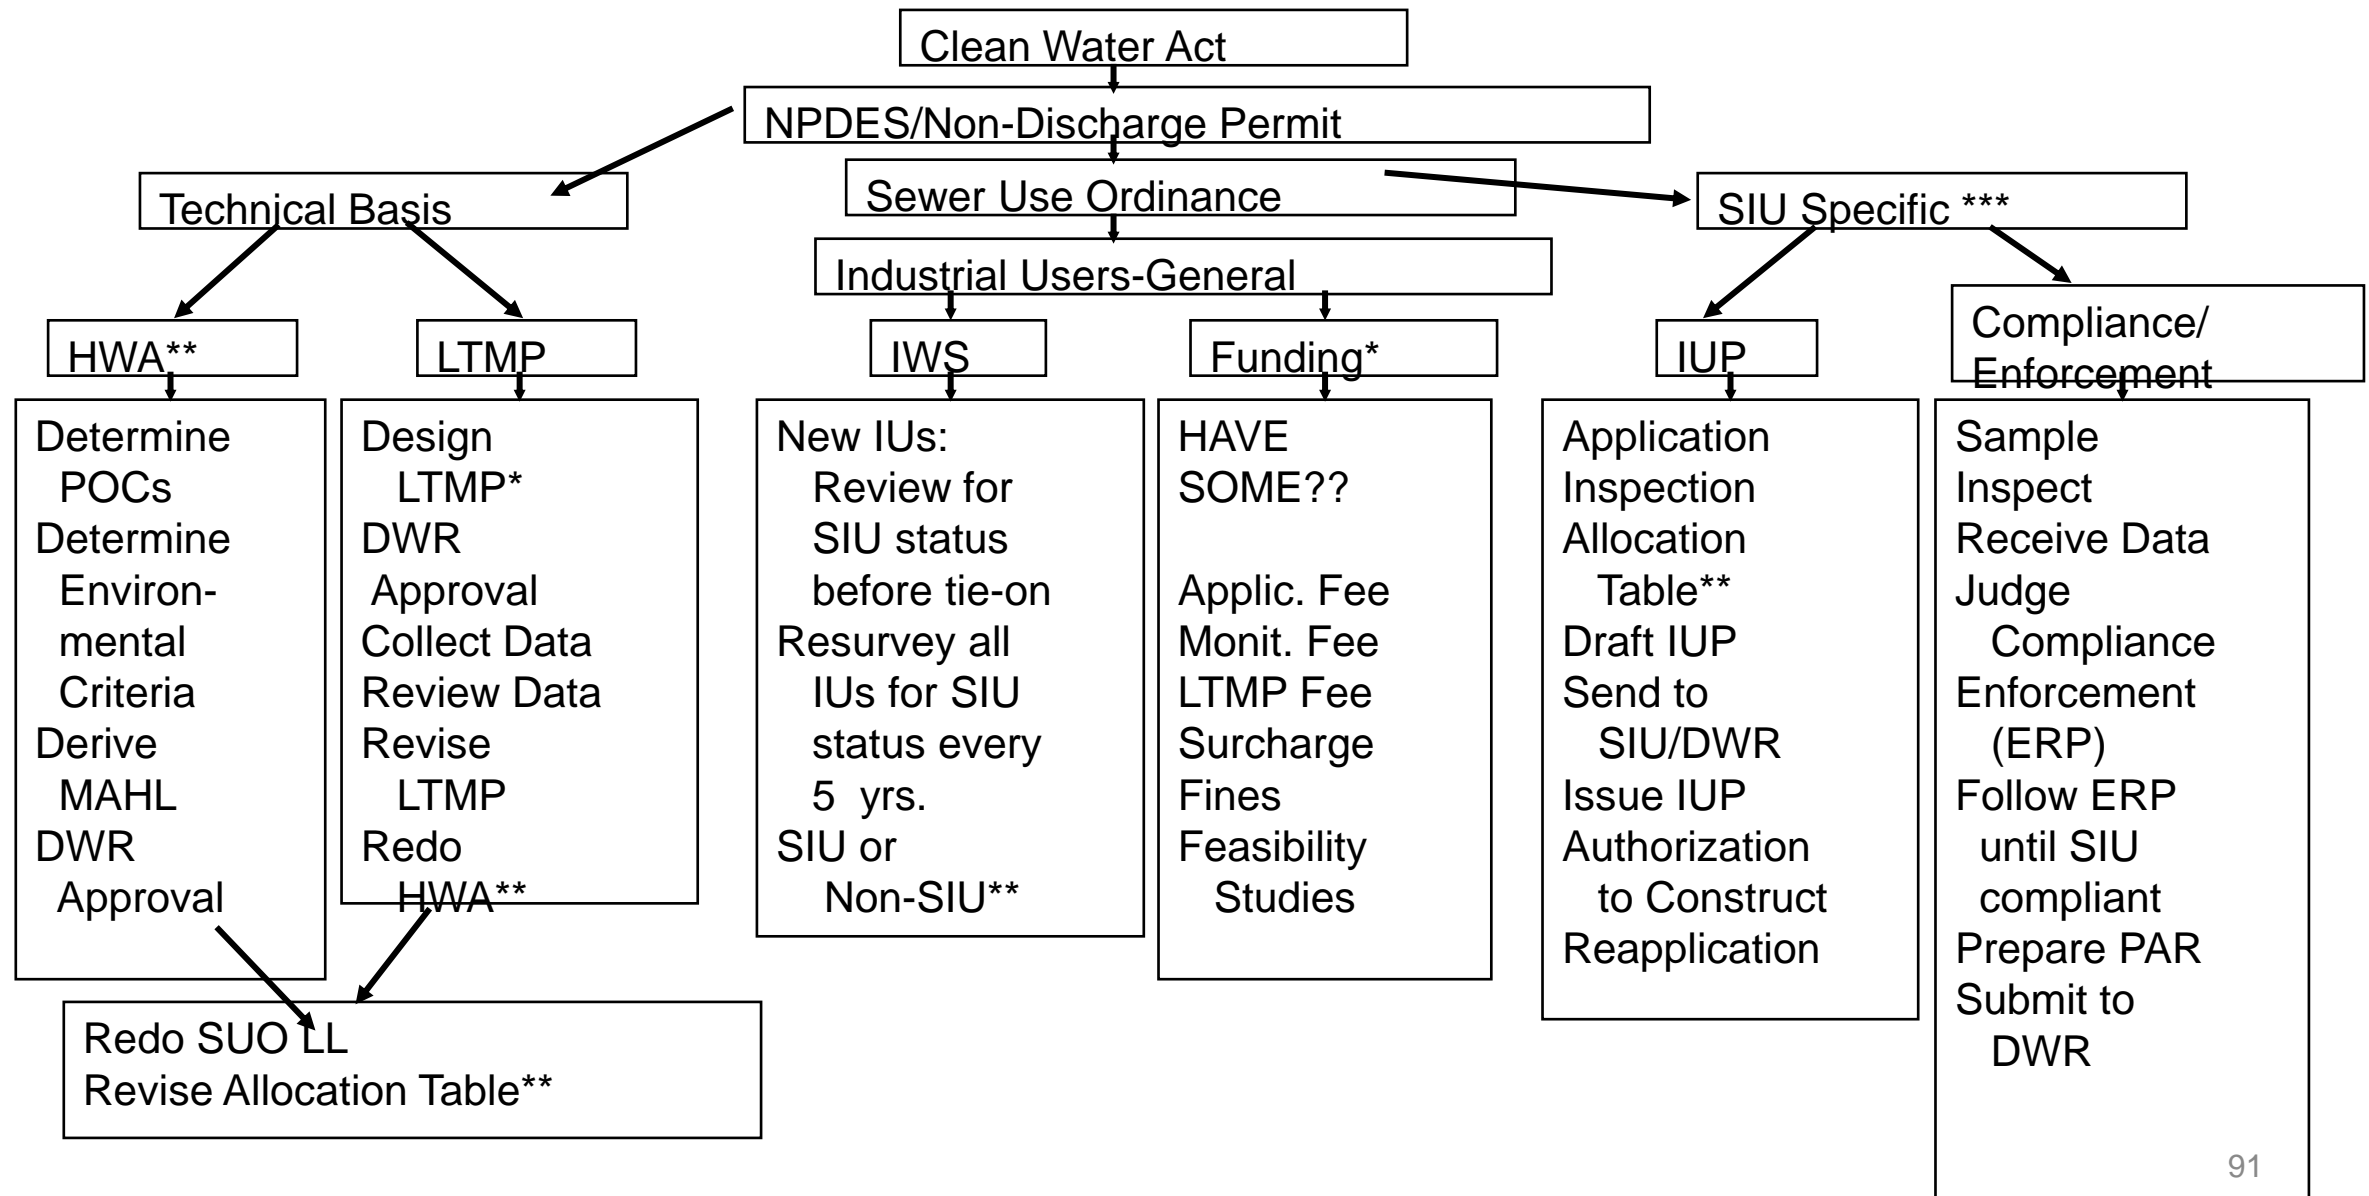 Clean Water Act
NPDES/Non-Discharge Permit
Technical Basis
Sewer Use Ordinance
SIU Specific ***
Industrial Users-General
HWA**
LTMP
IWS
Funding*
IUP
Compliance/
Enforcement
Determine
POCs
Determine
Environ-
mental
Criteria
Derive
MAHL
DWR
Approval
Design
LTMP*
DWR
Approval
Collect Data
Review Data
Revise
LTMP
Redo
HWA**
New IUs:
Review for
SIU status
before tie-on
Resurvey all
IUs for SIU
status every
5 yrs.
SIU or
Non-SIU**
HAVE
SOME??
Applic. Fee
Monit. Fee
LTMP Fee
Surcharge
Fines
Feasibility
Studies
Application
Inspection
Allocation
Table**
Draft IUP
Send to
SIU/DWR
Issue IUP
Authorization
to Construct
Reapplication
Sample
Inspect
Receive Data
Judge
Compliance
Enforcement
(ERP)
Follow ERP
until SIU
compliant
Prepare PAR
Submit to
DWR
Redo SUO LL
Revise Allocation Table**
91